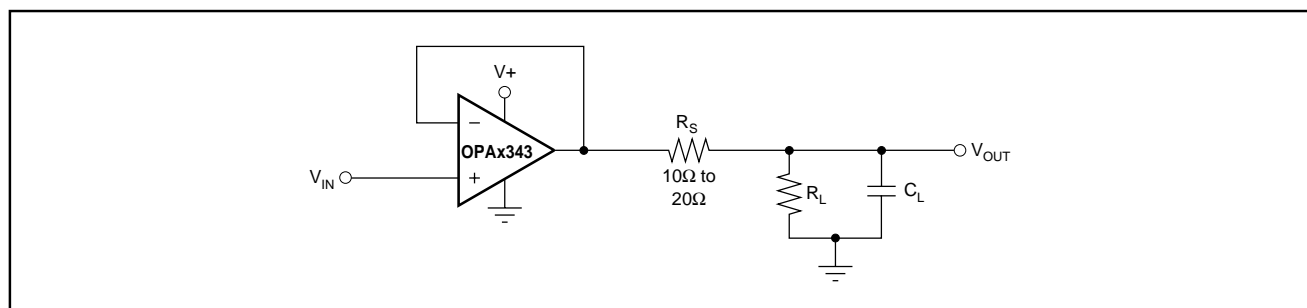 V+
−
OPAx343
+
V_IN
R_S
10Ω to
20Ω
R_L
C_L
V_OUT